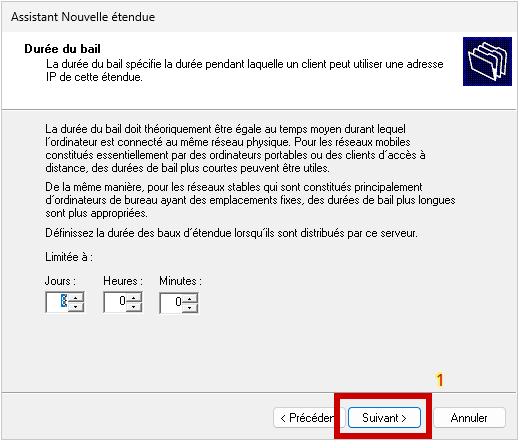 Assistant Nouvelle étendue
Durée du bail
La durée du bail spécifie la durée pendant laquelle un client peut utiliser une adresse
IP de cette étendue.
La durée du bail doit théoriquement être égale au temps moyen durant lequel
l'ordinateur est connecté au même réseau physique. Pour les réseaux mobiles
constitués essentiellement par des ordinateurs portables ou des clients d'accès à
distance, des durées de bail plus courtes peuvent être utiles.
De la même manière, pour les réseaux stables qui sont constitués principalement
d'ordinateurs de bureau ayant des emplacements fixes, des durées de bail plus longues
sont plus appropriées.
Définissez la durée des baux d'étendue lorsqu'ils sont distribués par ce serveur.
Limitée à :
Jours : Heures : Minutes :
0 0
1
< Précéden Suivant > Annuler